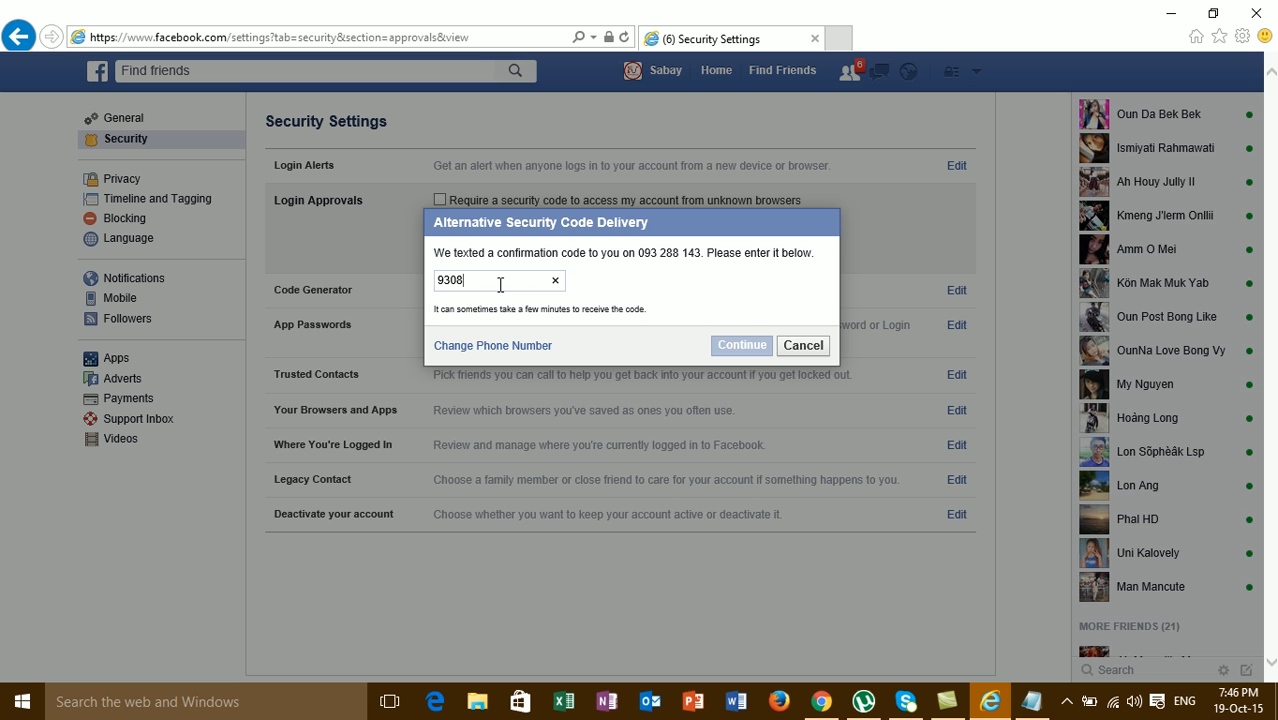 https://www.facebook.com/settings?tab=security&section=approvals&view
(6) Security Settings
Find friends
Sabay
Home
Find Friends
6
General
Security
Privacy
Timeline and Tagging
Blocking
Language
Notifications
Mobile
Followers
Apps
Adverts
Payments
Support Inbox
Videos
Security Settings
Login Alerts
Get an alert when anyone logs in to your account from a new device or browser.
Edit
Login Approvals
Require a security code to access my account from unknown browsers
Alternative Security Code Delivery
We texted a confirmation code to you on 093 288 143. Please enter it below.
9308
It can sometimes take a few minutes to receive the code.
Change Phone Number
Continue
Cancel
Code Generator
Edit
App Passwords
sword or Login
Edit
Trusted Contacts
Pick friends you can call to help you get back into your account if you get locked out.
Edit
Your Browsers and Apps
Review which browsers you've saved as ones you often use.
Edit
Where You're Logged In
Review and manage where you're currently logged in to Facebook.
Edit
Legacy Contact
Choose a family member or close friend to care for your account if something happens to you.
Edit
Deactivate your account
Choose whether you want to keep your account active or deactivate it.
Edit
Oun Da Bek Bek
Ismiyati Rahmawati
Ah Houy Jully II
Kmeng J'lerm Onllii
Amm O Mei
Kön Mak Muk Yab
Oun Post Bong Like
OunNa Love Bong Vy
My Nguyen
Hoảng Long
Lon Sõphèåk Lsp
Lon Ang
Phal HD
Uni Kalovely
Man Mancute
MORE FRIENDS (21)
Search
Search the web and Windows
ENG
7:46 PM
19-Oct-15